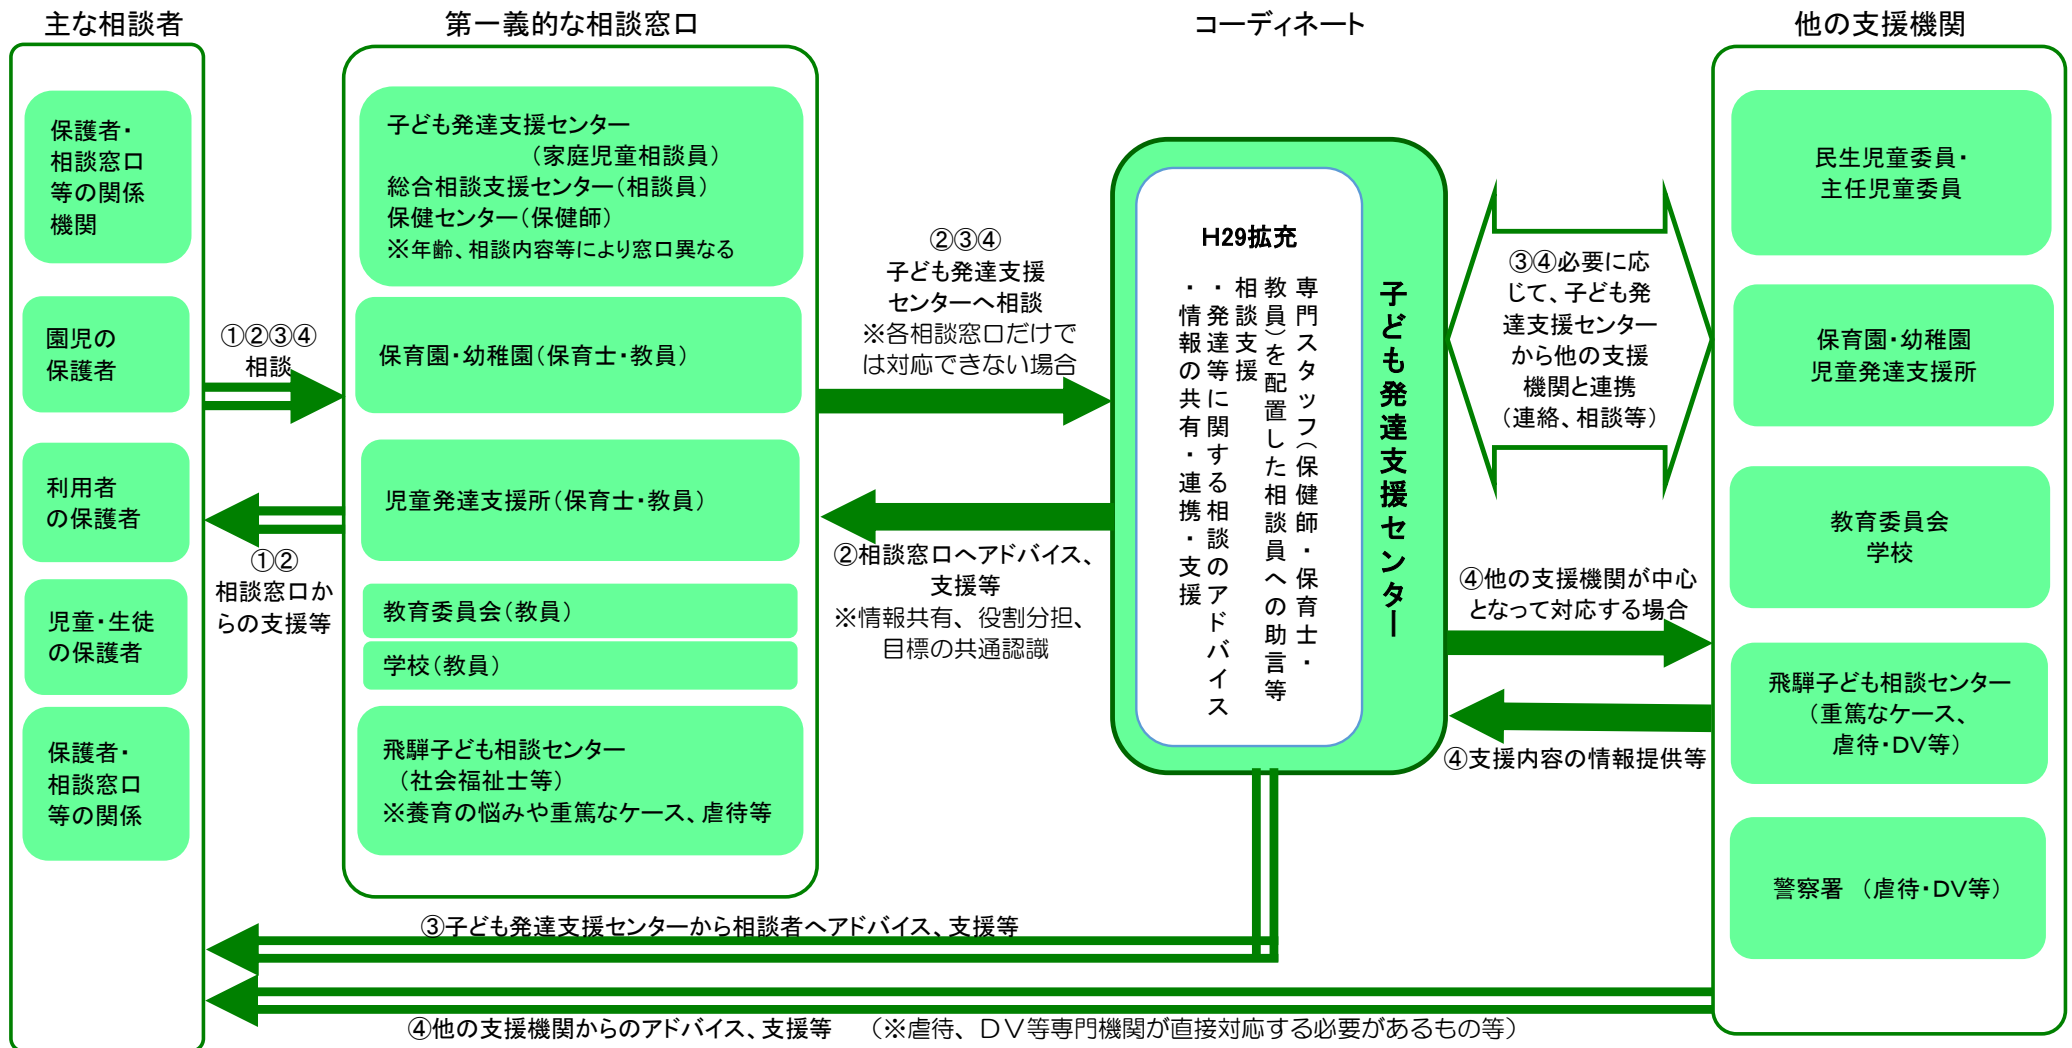 主な相談者
第一義的な相談窓口
コーディネート
他の支援機関
保護者・
相談窓口
等の関係
機関
園児の
保護者
利用者
の保護者
児童・生徒
の保護者
保護者・
相談窓口
等の関係
①②③④
相談
①②
相談窓口か
らの支援等
子ども発達支援センター
（家庭児童相談員）
総合相談支援センター（相談員）
保健センター（保健師）
※年齢、相談内容等により窓口異なる
保育園・幼稚園（保育士・教員）
児童発達支援所（保育士・教員）
教育委員会（教員）
学校（教員）
飛騨子ども相談センター
（社会福祉士等）
※養育の悩みや重篤なケース、虐待等
②③④
子ども発達支援
センターへ相談
※各相談窓口だけで
は対応できない場合
②相談窓口へアドバイス、
支援等
※情報共有、役割分担、
目標の共通認識
子ども発達支援センター
H29拡充
専門スタッフ（保健師・保育士・
教員）を配置した相談員への助言等
相談支援
・発達等に関する相談のアドバイス
・情報の共有・連携・支援
③④必要に応
じて、子ども発
達支援センター
から他の支援
機関と連携
（連絡、相談等）
④他の支援機関が中心
となって対応する場合
④支援内容の情報提供等
民生児童委員・
主任児童委員
保育園・幼稚園
児童発達支援所
教育委員会
学校
飛騨子ども相談センター
（重篤なケース、
虐待・DV等）
警察署　（虐待・DV等）
③子ども発達支援センターから相談者へアドバイス、支援等
④他の支援機関からのアドバイス、支援等　（※虐待、DV等専門機関が直接対応する必要があるもの等）